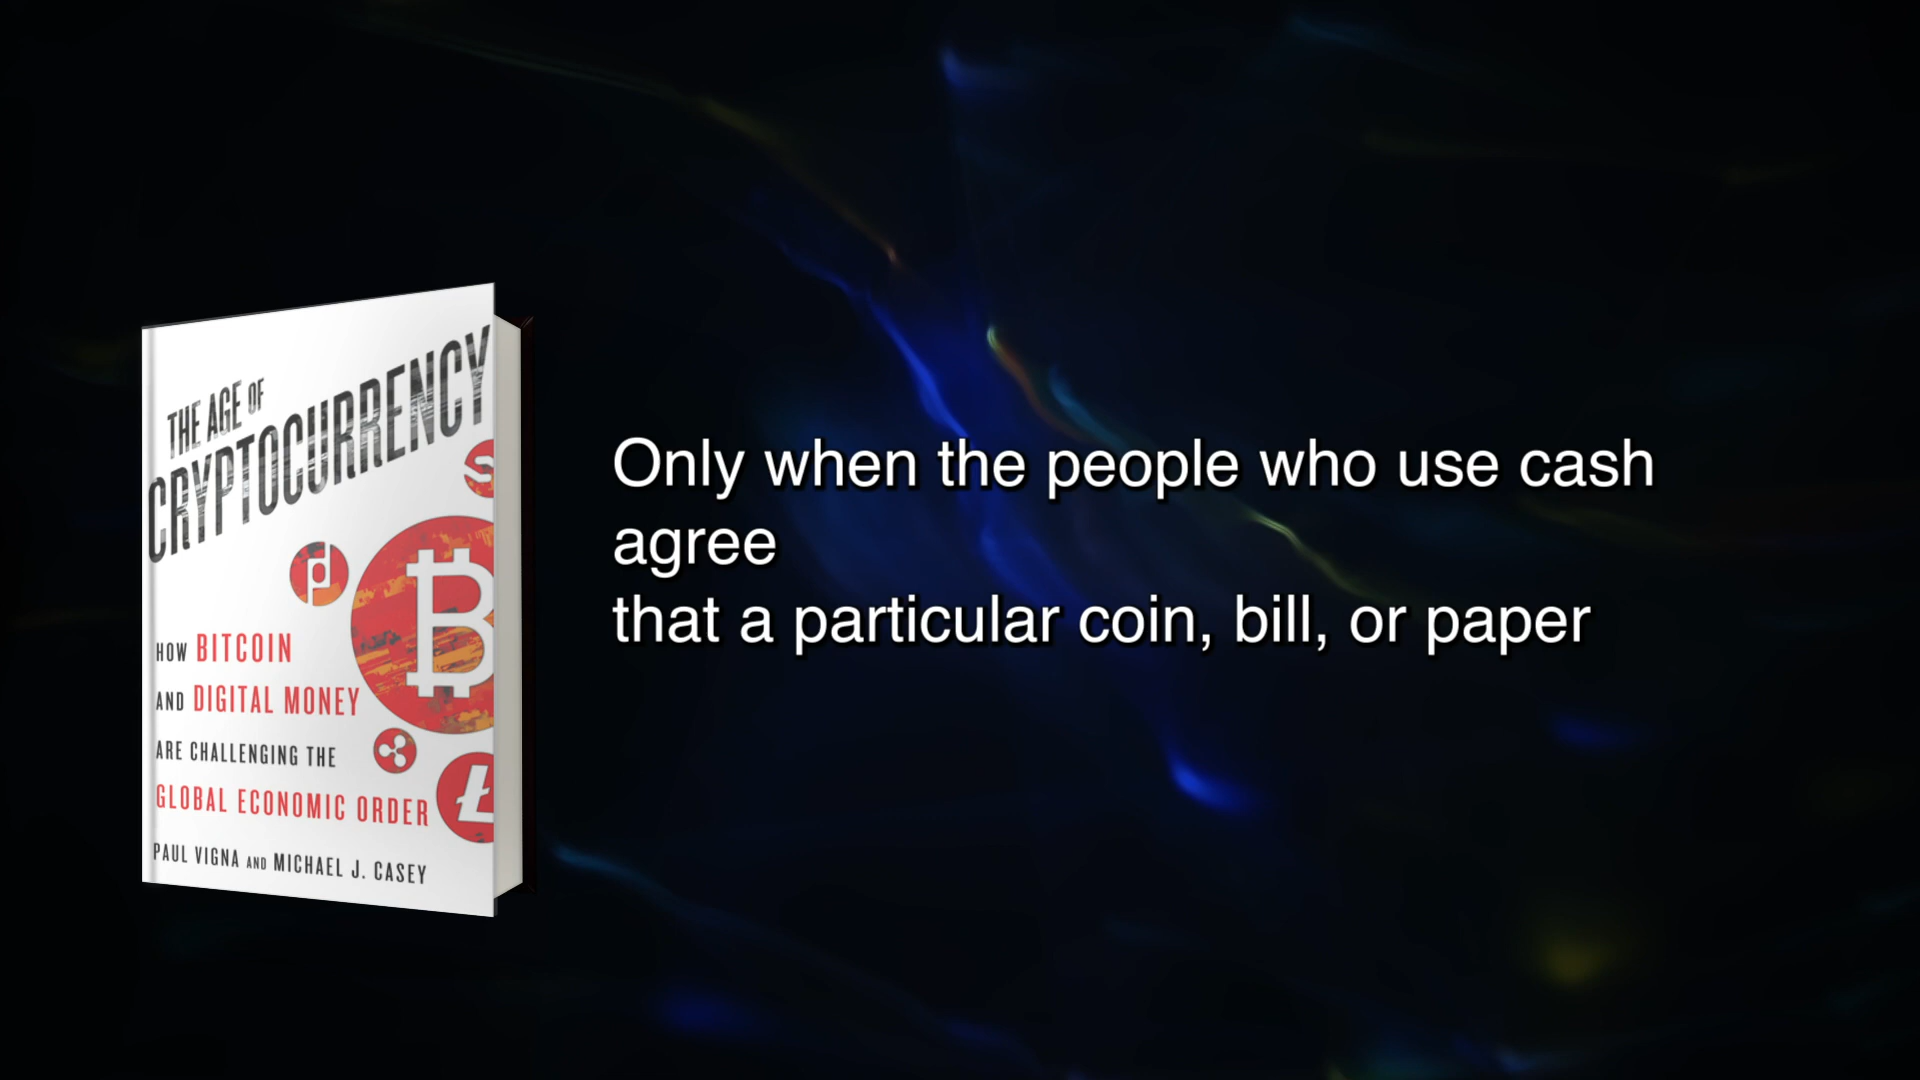 THE AGE OF
CRYPTOCURRENCY
HOW BITCOIN
AND DIGITAL MONEY
ARE CHALLENGING THE
GLOBAL ECONOMIC ORDER
PAUL VIGNA AND MICHAEL J. CASEY
Only when the people who use cash
agree
that a particular coin, bill, or paper